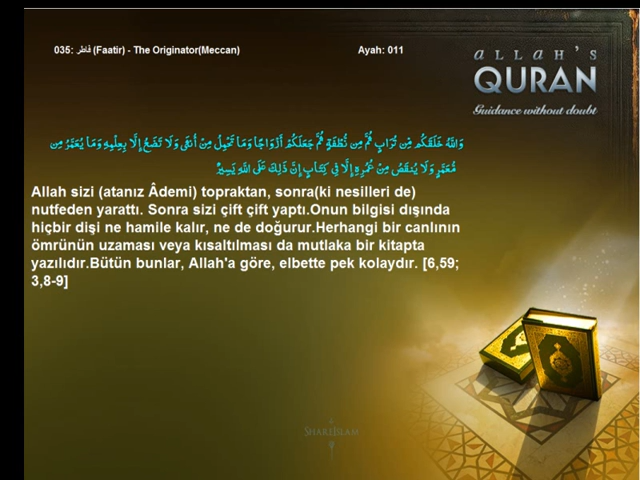 035: فاطر (Faatir) - The Originator(Meccan) Ayah: 011
ALLAH'S
QURAN
Guidance without doubt
وَاللَّهُ خَلَقَكُم مِّن تُرَابٍ ثُمَّ مِن نُّطْفَةٍ ثُمَّ جَعَلَكُمْ أَزْوَاجًا وَمَا تَحْمِلُ مِنْ أُنثَى وَلَا تَضَعُ إِلَّا بِعِلْمِهِ وَمَا يُعَمَّرُ مِن
مُّعَمَّرٍ وَلَا يُنقَصُ مِنْ عُمُرِهِ إِلَّا فِي كِتَابٍ إِنَّ ذَلِكَ عَلَى اللَّهِ يَسِيرٌ
Allah sizi (atanız Âdemi) topraktan, sonra(ki nesilleri de)
nutfeden yarattı. Sonra sizi çift çift yaptı.Onun bilgisi dışında
hiçbir dişi ne hamile kalır, ne de doğurur.Herhangi bir canlının
ömrünün uzaması veya kısaltılması da mutlaka bir kitapta
yazılıdır.Bütün bunlar, Allah'a göre, elbette pek kolaydır. [6,59;
3,8-9]
SHAREISLAM